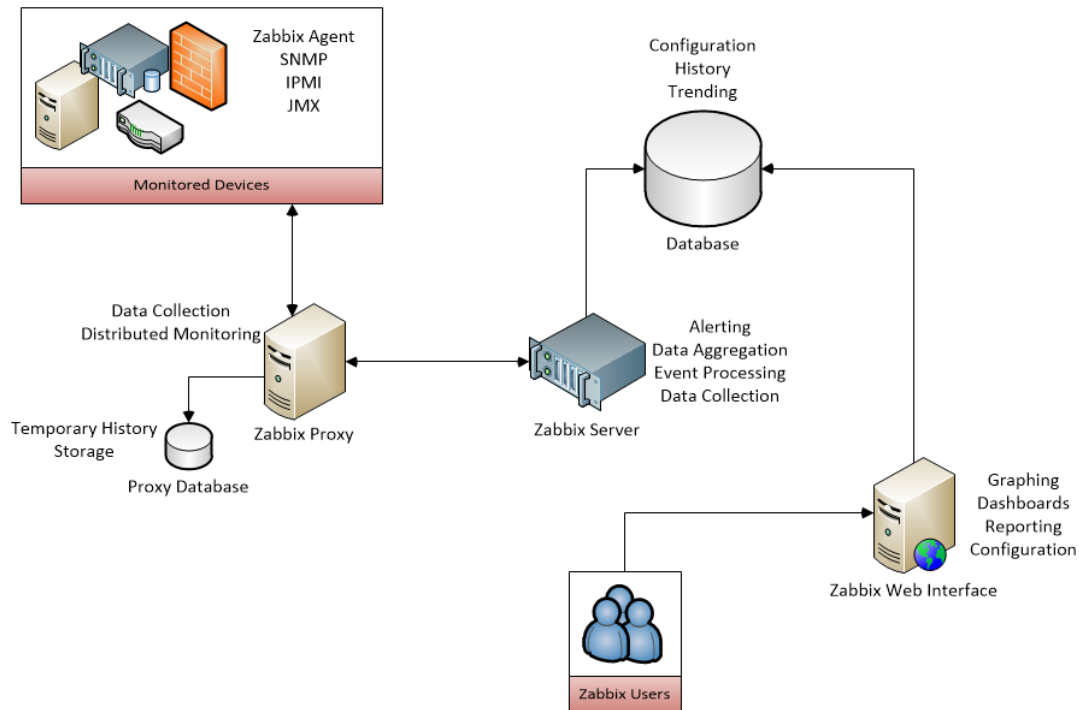 Zabbix Agent
SNMP
IPMI
JMX
Monitored Devices
Configuration
History
Trending
Database
Data Collection
Distributed Monitoring
Zabbix Proxy
Temporary History
Storage
Proxy Database
Alerting
Data Aggregation
Event Processing
Data Collection
Zabbix Server
Graphing
Dashboards
Reporting
Configuration
Zabbix Web Interface
Zabbix Users